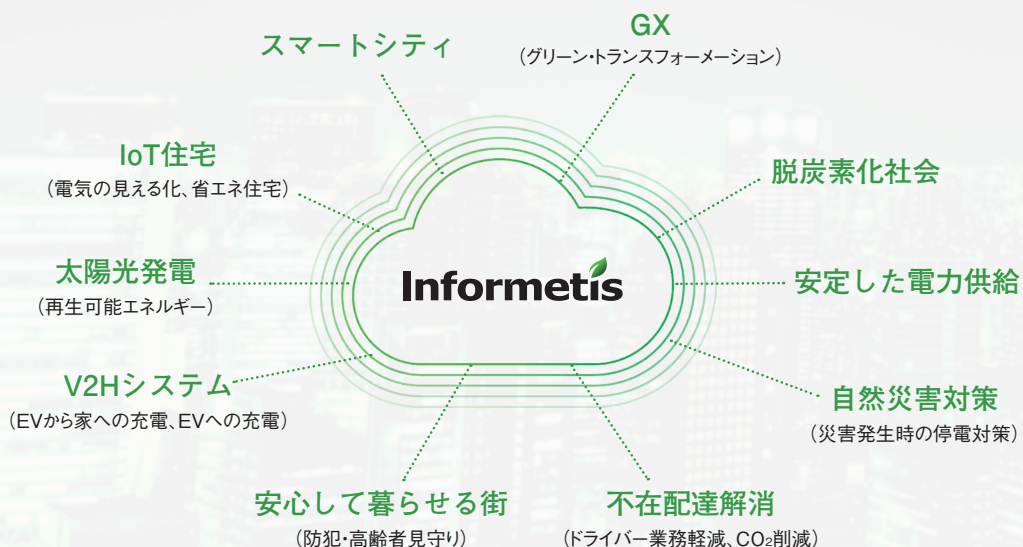 GX
(グリーン・トランスフォーメーション)
スマートシティ
IoT住宅
(電気の見える化、省エネ住宅)
脱炭素化社会
太陽光発電
(再生可能エネルギー)
Informetis
安定した電力供給
V2Hシステム
(EVから家への充電、EVへの充電)
自然災害対策
(災害発生時の停電対策)
安心して暮らせる街
(防犯・高齢者見守り)
不在配達解消
(ドライバー業務軽減、CO₂削減)